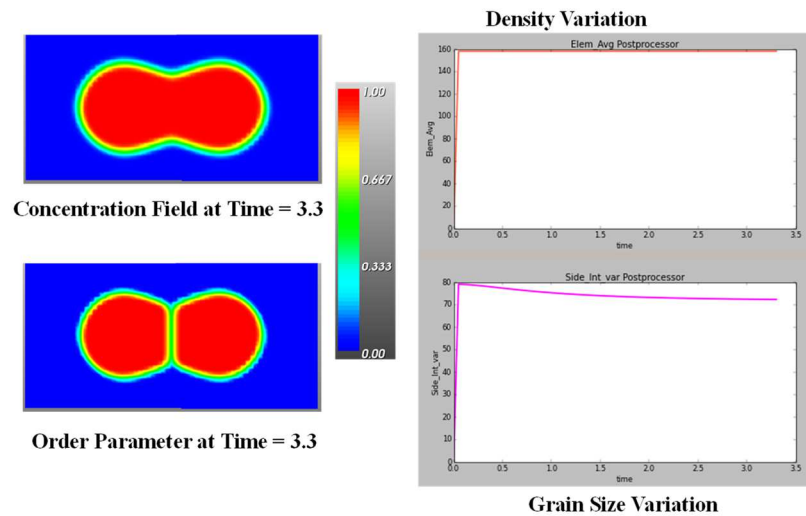 Density Variation
Elem_Avg Postprocessor
160
140
120
100
80
60
40
20
0
Elem_Avg
0.0 0.5 1.0 1.5 2.0 2.5 3.0 3.5
time
1.00
0.667
0.333
0.00
Concentration Field at Time = 3.3
Order Parameter at Time = 3.3
Side_Int_var Postprocessor
80
70
60
50
40
30
20
10
0
Side_Int_var
0.0 0.5 1.0 1.5 2.0 2.5 3.0 3.5
time
Grain Size Variation